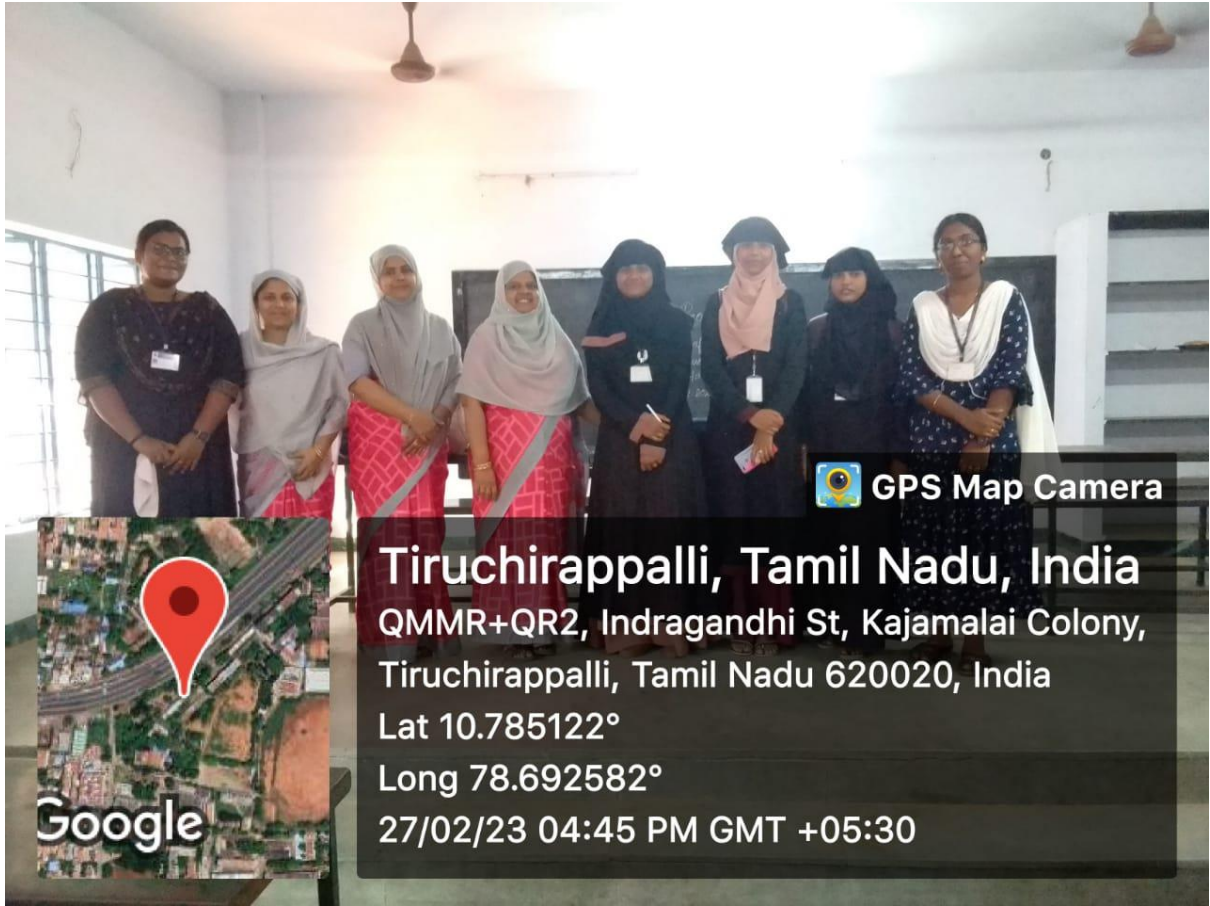 GPS Map Camera
Tiruchirappalli, Tamil Nadu, India
QMMR+QR2, Indragandhi St, Kajamalai Colony,
Tiruchirappalli, Tamil Nadu 620020, India
Lat 10.785122°
Long 78.692582°
27/02/23 04:45 PM GMT +05:30
Google